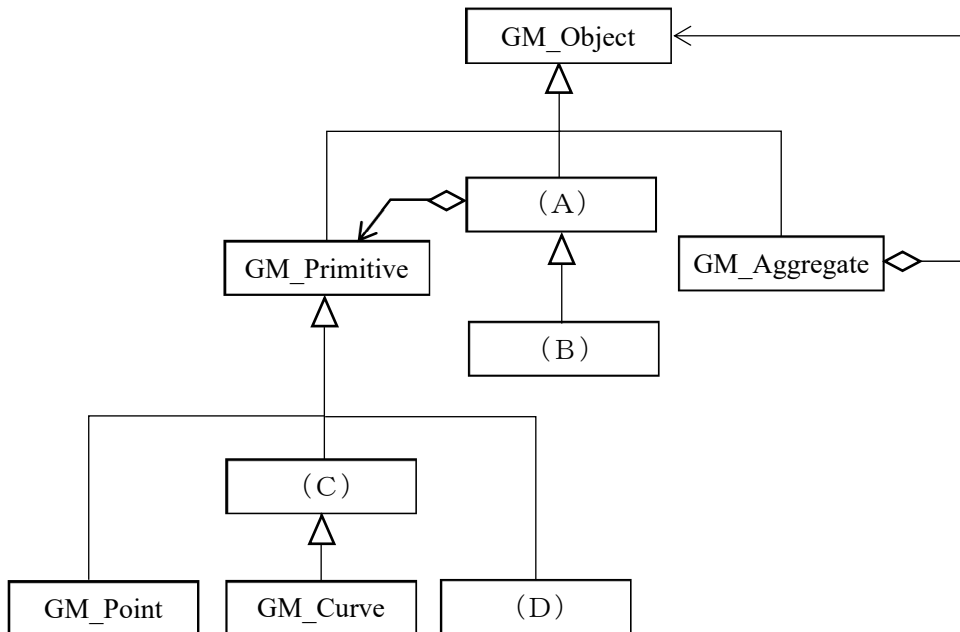 GM_Object
（A）
GM_Primitive
GM_Aggregate
（B）
（C）
GM_Point
GM_Curve
（D）